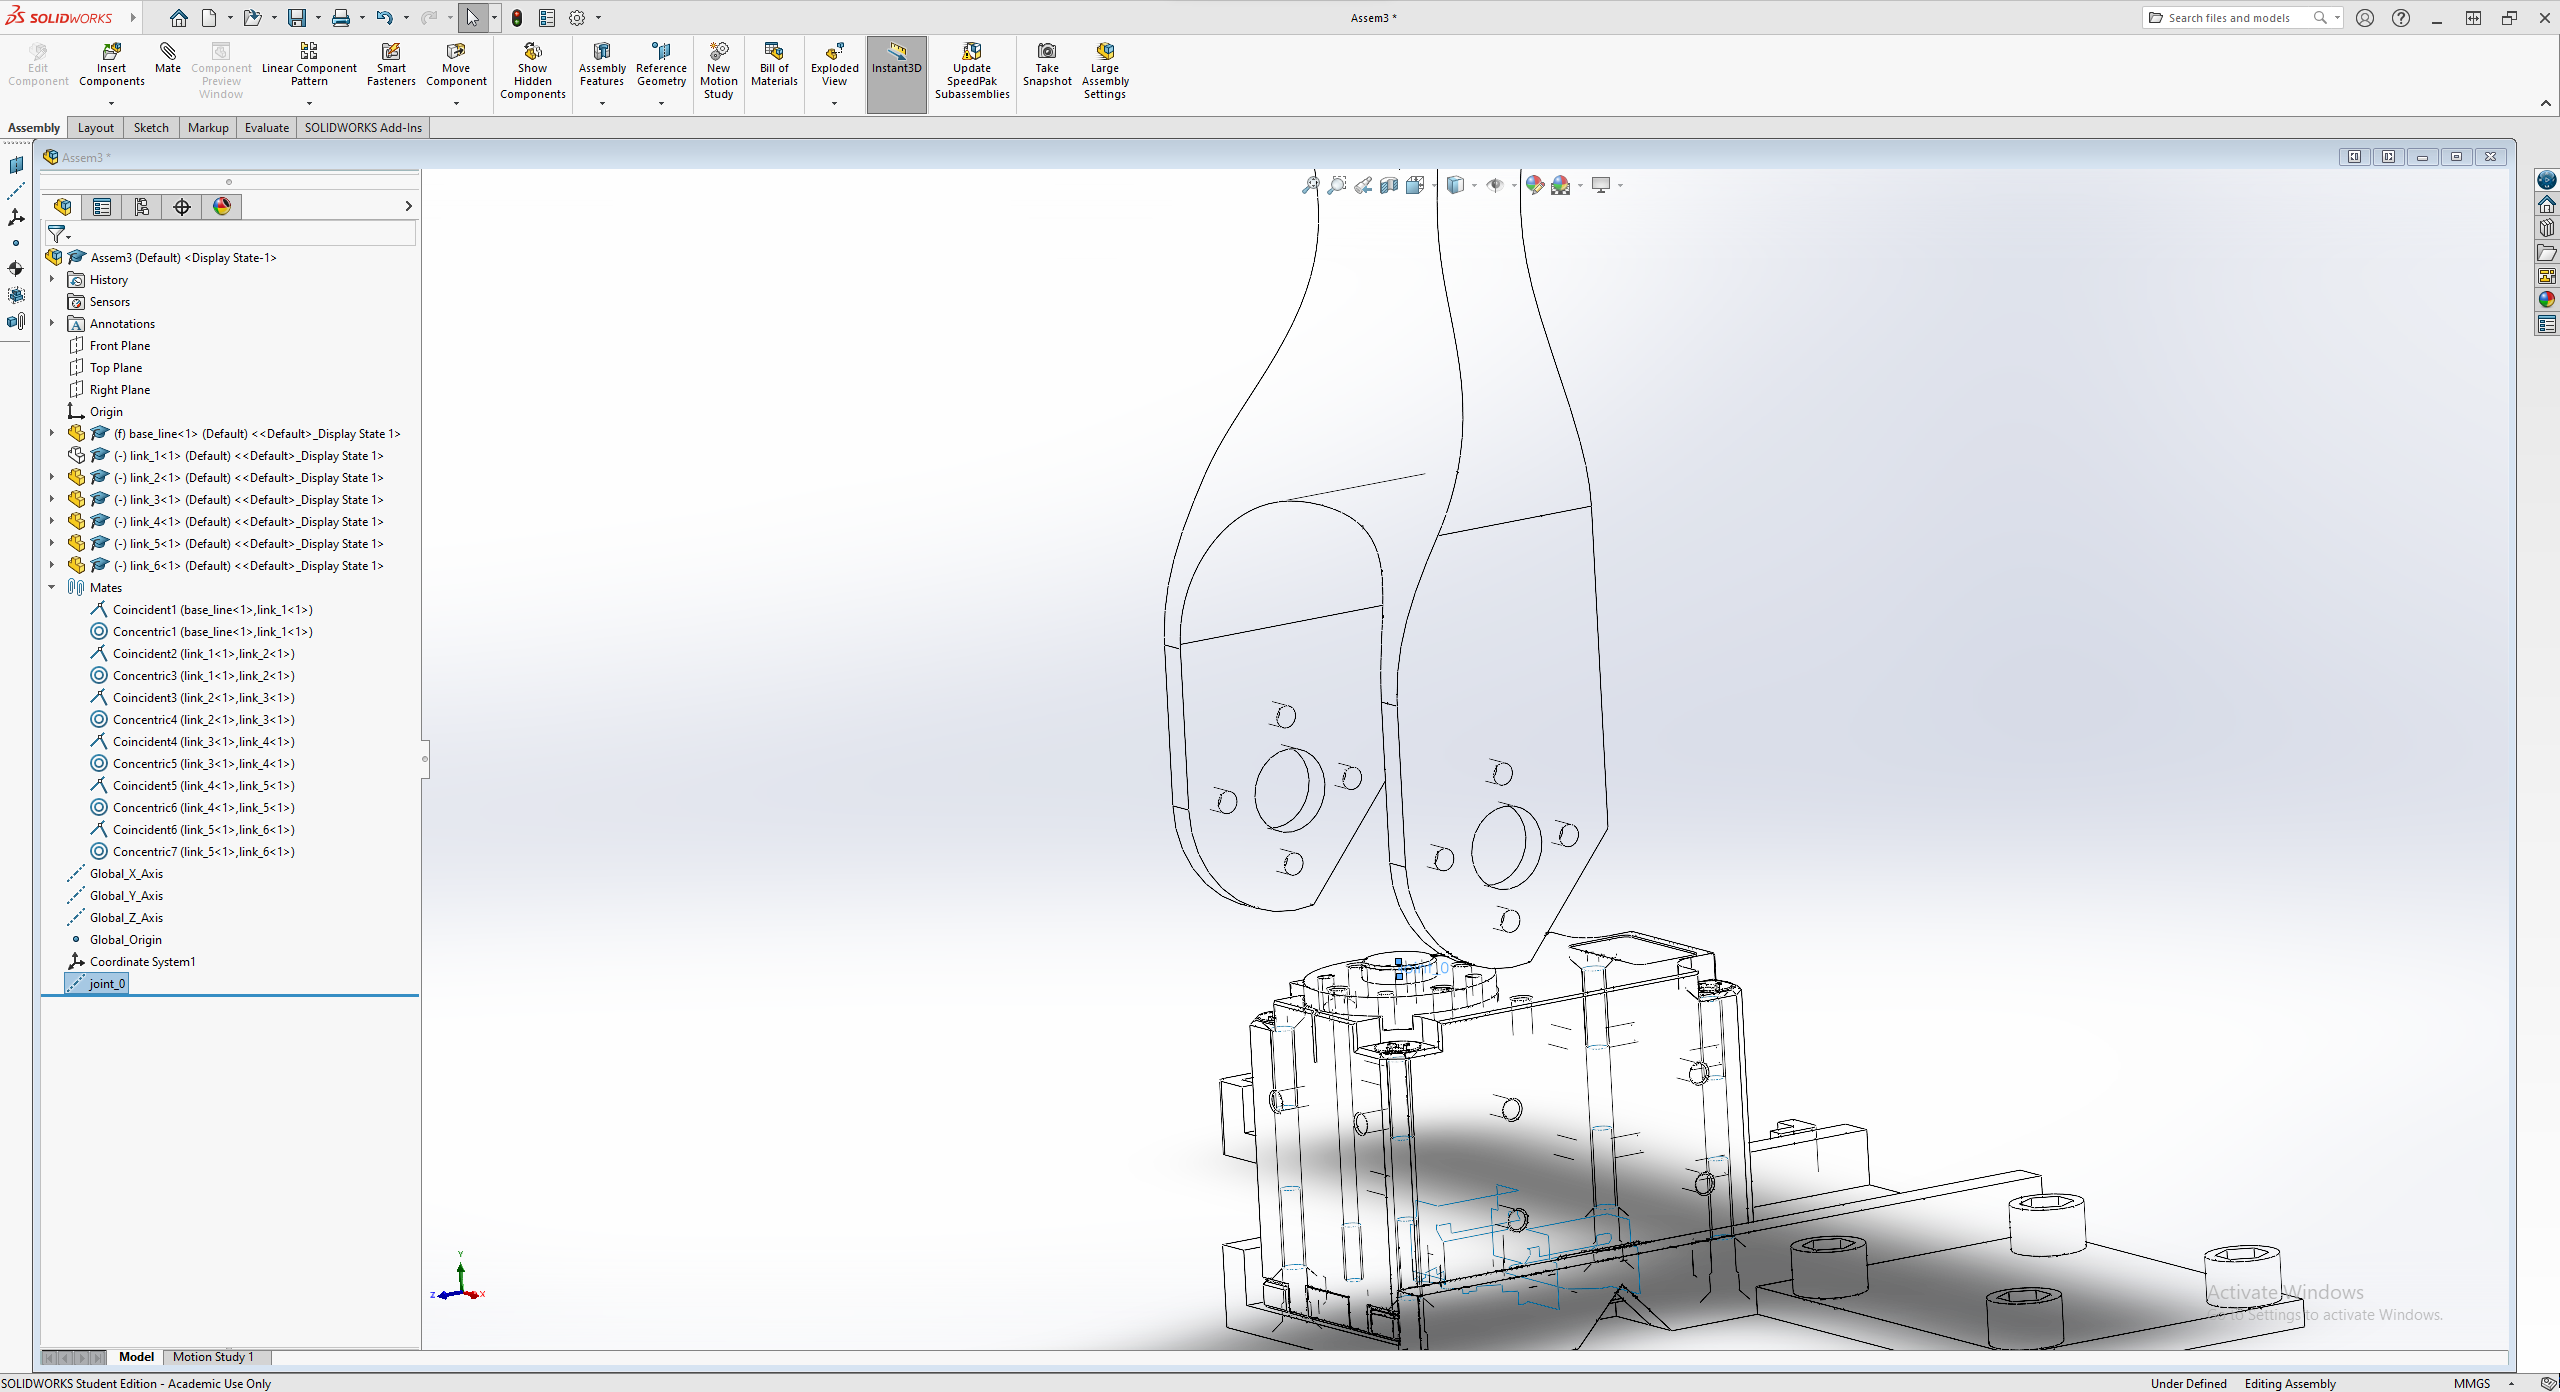 SOLIDWORKS
Assem3 *
Search files and models
Edit Component
Insert Components
Mate
Component Preview Window
Linear Component Pattern
Smart Fasteners
Move Component
Show Hidden Components
Assembly Features
Reference Geometry
New Motion Study
Bill of Materials
Exploded View
Instant3D
Update SpeedPak Subassemblies
Take Snapshot
Large Assembly Settings
Assembly
Layout
Sketch
Markup
Evaluate
SOLIDWORKS Add-Ins
Assem3 *
Assem3 (Default) <Display State-1>
History
Sensors
Annotations
Front Plane
Top Plane
Right Plane
Origin
(f) base_line<1> (Default) <<Default>_Display State 1>
(-) link_1<1> (Default) <<Default>_Display State 1>
(-) link_2<1> (Default) <<Default>_Display State 1>
(-) link_3<1> (Default) <<Default>_Display State 1>
(-) link_4<1> (Default) <<Default>_Display State 1>
(-) link_5<1> (Default) <<Default>_Display State 1>
(-) link_6<1> (Default) <<Default>_Display State 1>
Mates
Coincident1 (base_line<1>,link_1<1>)
Concentric1 (base_line<1>,link_1<1>)
Coincident2 (link_1<1>,link_2<1>)
Concentric3 (link_1<1>,link_2<1>)
Coincident3 (link_2<1>,link_3<1>)
Concentric4 (link_2<1>,link_3<1>)
Coincident4 (link_3<1>,link_4<1>)
Concentric5 (link_3<1>,link_4<1>)
Coincident5 (link_4<1>,link_5<1>)
Concentric6 (link_4<1>,link_5<1>)
Coincident6 (link_5<1>,link_6<1>)
Concentric7 (link_5<1>,link_6<1>)
Global_X_Axis
Global_Y_Axis
Global_Z_Axis
Global_Origin
Coordinate System1
joint_0
Y
Z
X
Activate Windows
Go to Settings to activate Windows.
Model
Motion Study 1
SOLIDWORKS Student Edition - Academic Use Only
Under Defined
Editing Assembly
MMGS